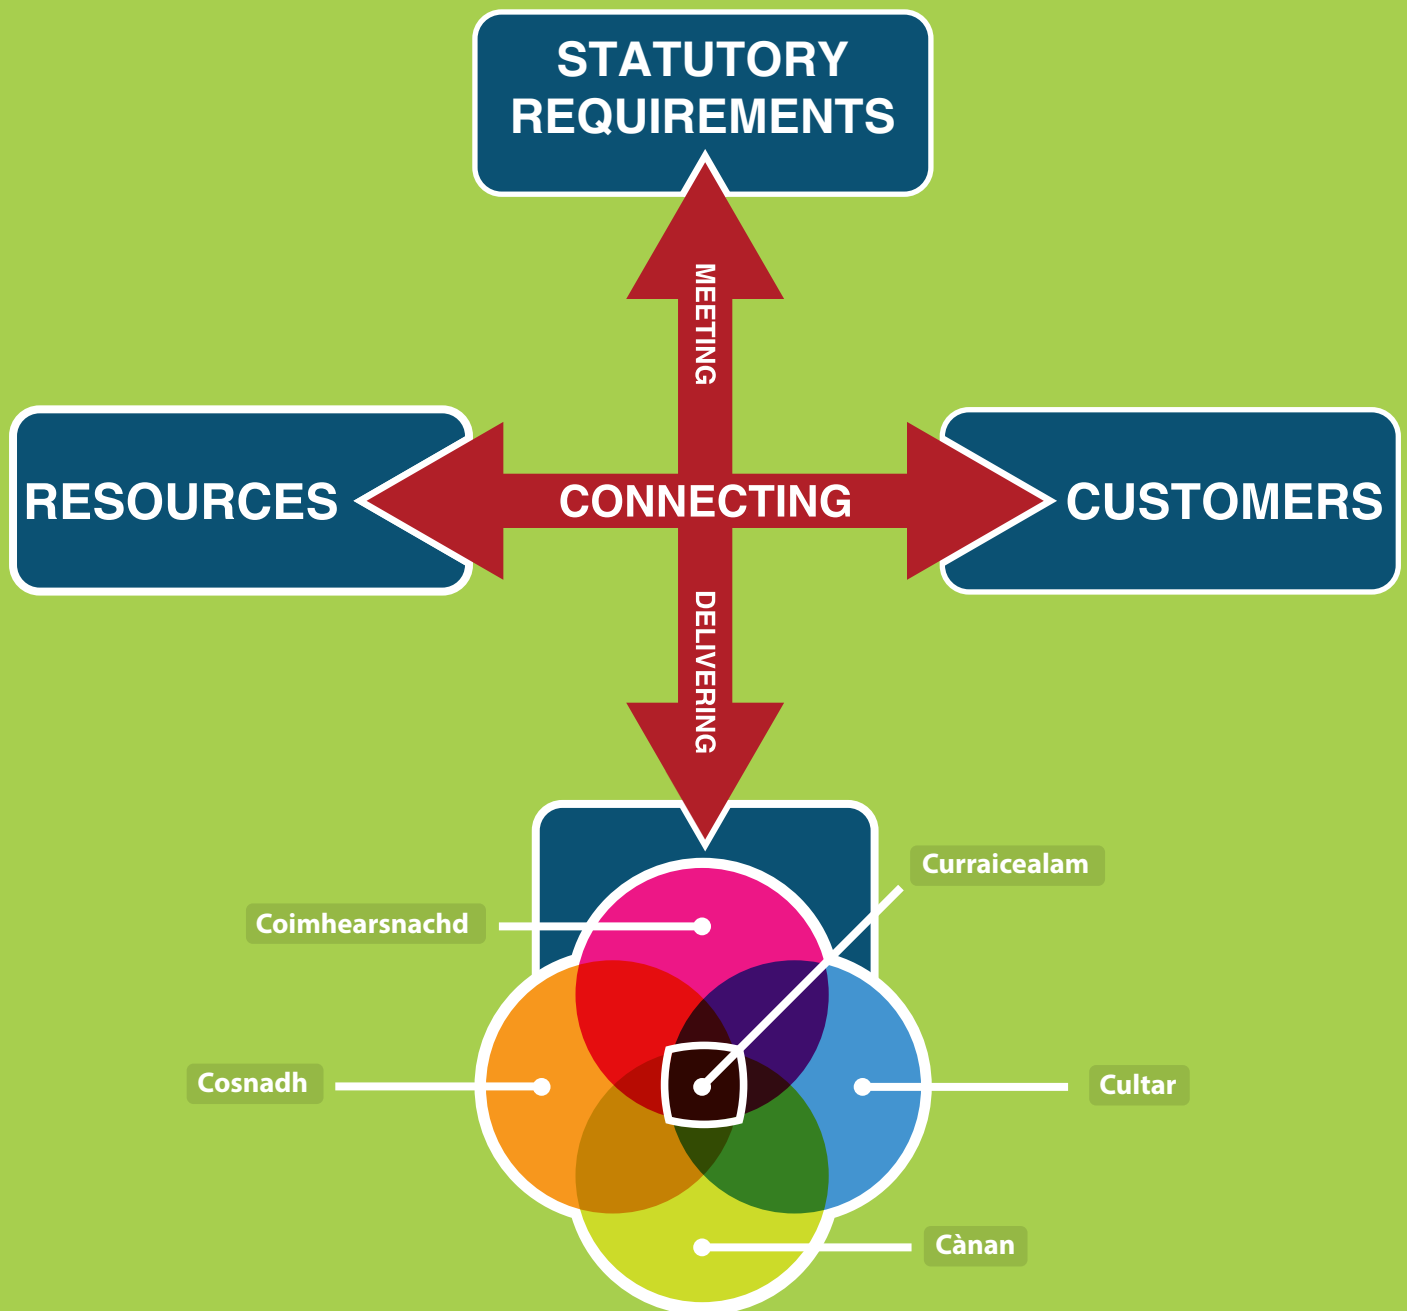 STATUTORY
REQUIREMENTS
MEETING
RESOURCES
CONNECTING
CUSTOMERS
DELIVERING
Curraicealam
Coimhearsnachd
Cosnadh
Cultar
Cànan